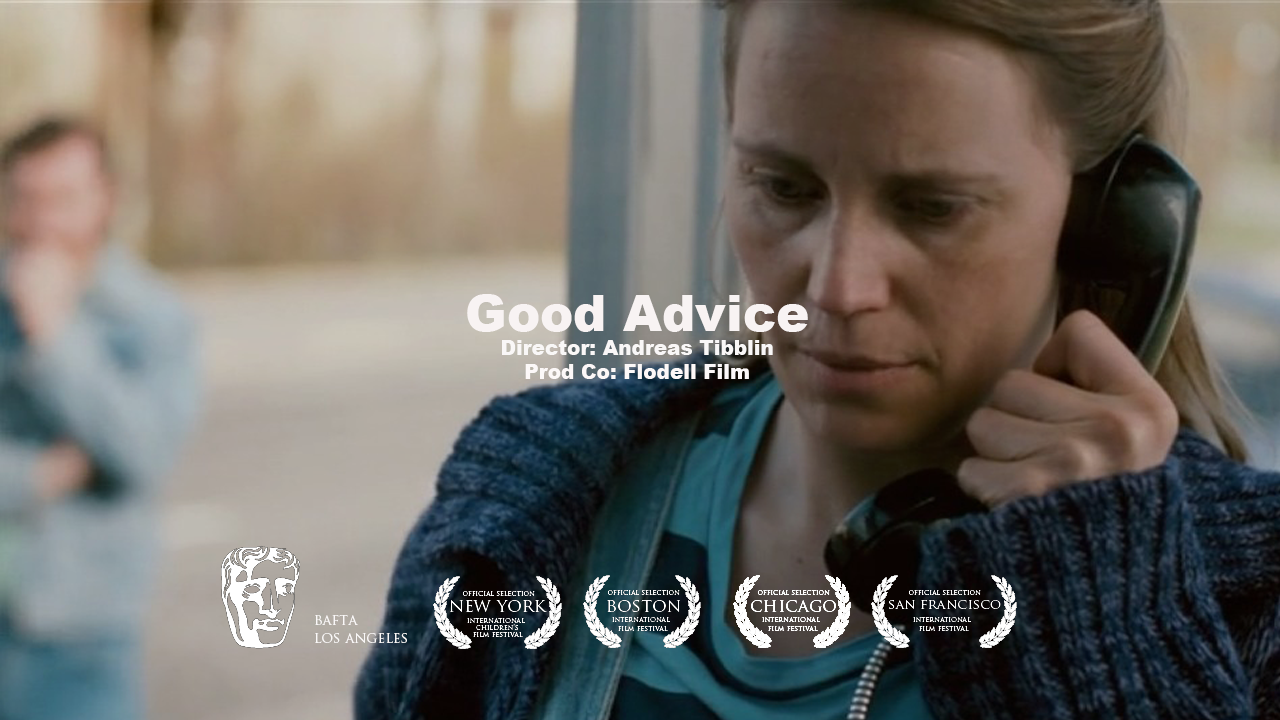 Good Advice
Director: Andreas Tibblin
Prod Co: Flodell Film
BAFTA
LOS ANGELES
OFFICIAL SELECTION
NEW YORK
INTERNATIONAL
CHILDREN'S
FILM FESTIVAL
OFFICIAL SELECTION
BOSTON
INTERNATIONAL
FILM FESTIVAL
OFFICIAL SELECTION
CHICAGO
INTERNATIONAL
FILM FESTIVAL
OFFICIAL SELECTION
SAN FRANCISCO
INTERNATIONAL
FILM FESTIVAL